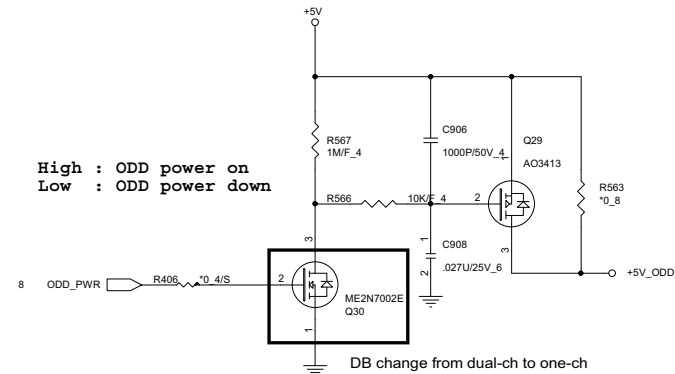 +5V
C906
1000P/50V_4
R567
1M/F_4
Q29
AO3413
1
High : ODD power on
Low : ODD power down
R563
*0_8
R566
10K/F_4
2
3
1
C908
.027U/25V_6
2
3
+5V_ODD
8
ODD_PWR
R406
*0_4/S
2
ME2N7002E
Q30
1
DB change from dual-ch to one-ch